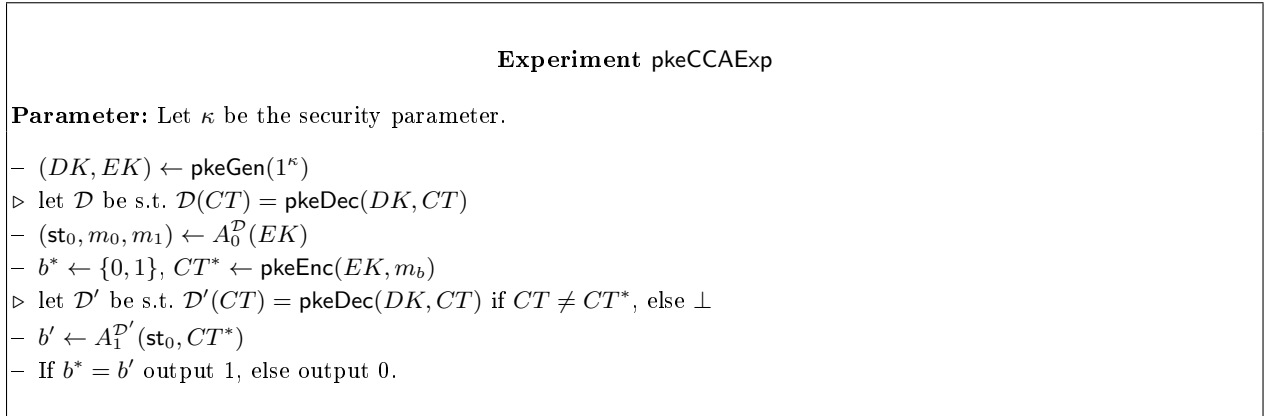 Experiment pkeCCAExp
Parameter: Let κ be the security parameter.
– (DK, EK) ← pkeGen(1^κ)
▷ let 𝒟 be s.t. 𝒟(CT) = pkeDec(DK, CT)
– (st₀, m₀, m₁) ← A₀^𝒟(EK)
– b* ← {0, 1}, CT* ← pkeEnc(EK, m_b)
▷ let 𝒟′ be s.t. 𝒟′(CT) = pkeDec(DK, CT) if CT ≠ CT*, else ⊥
– b′ ← A₁^𝒟′(st₀, CT*)
– If b* = b′ output 1, else output 0.